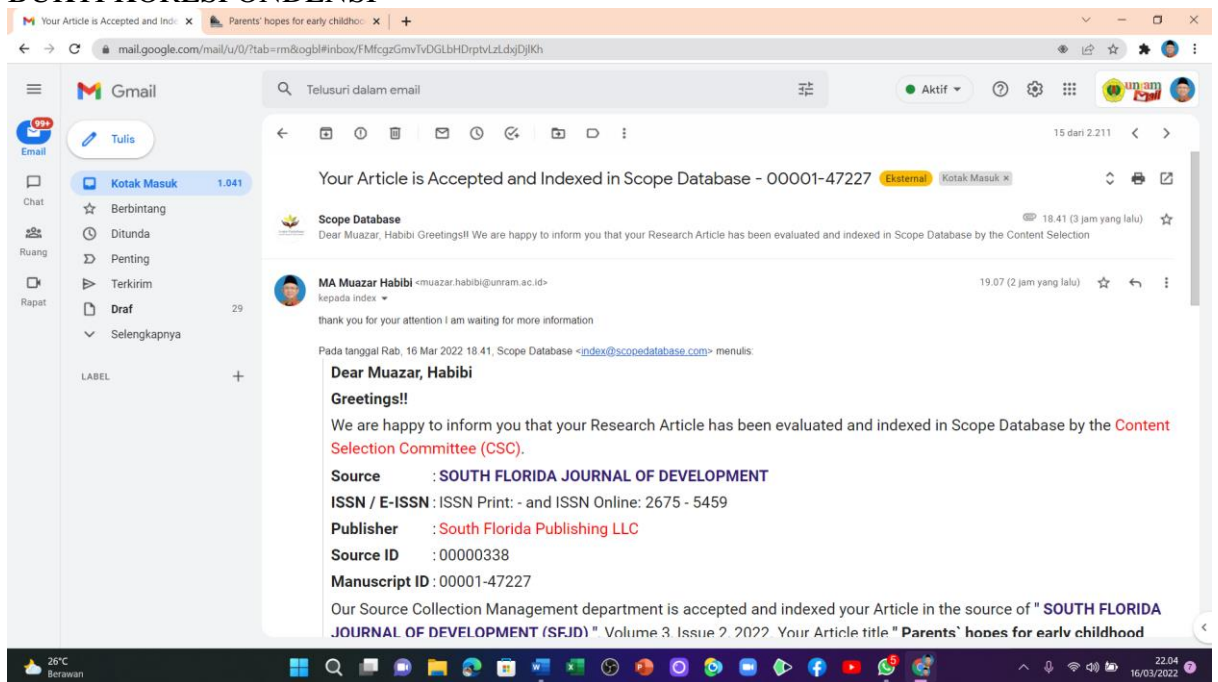 BUKTI KORESPONDENSI
Your Article is Accepted and Inde
Parents' hopes for early childhoo
mail.google.com/mail/u/0/?tab=rm&ogbl#inbox/FMfcgzGmvTvDGLbHDrptvLzLdxjDjlKh
Gmail
Telusuri dalam email
Aktif
unram
Mail
99+
Email
Tulis
15 dari 2.211
Chat
Ruang
Rapat
Kotak Masuk 1.041
Berbintang
Ditunda
Penting
Terkirim
Draf 29
Selengkapnya
LABEL
Your Article is Accepted and Indexed in Scope Database - 00001-47227 Eksternal Kotak Masuk ×
Scope Database 18.41 (3 jam yang lalu)
Dear Muazar, Habibi Greetings!! We are happy to inform you that your Research Article has been evaluated and indexed in Scope Database by the Content Selection
MA Muazar Habibi <muazar.habibi@unram.ac.id> 19.07 (2 jam yang lalu)
kepada index
thank you for your attention I am waiting for more information
Pada tanggal Rab, 16 Mar 2022 18.41, Scope Database <index@scopedatabase.com> menulis:
Dear Muazar, Habibi
Greetings!!
We are happy to inform you that your Research Article has been evaluated and indexed in Scope Database by the Content
Selection Committee (CSC).
Source : SOUTH FLORIDA JOURNAL OF DEVELOPMENT
ISSN / E-ISSN : ISSN Print: - and ISSN Online: 2675 - 5459
Publisher : South Florida Publishing LLC
Source ID : 00000338
Manuscript ID : 00001-47227
Our Source Collection Management department is accepted and indexed your Article in the source of " SOUTH FLORIDA
JOURNAL OF DEVELOPMENT (SFJD) ", Volume 3, Issue 2, 2022, Your Article title " Parents` hopes for early childhood
26°C
Berawan
22.04
16/03/2022